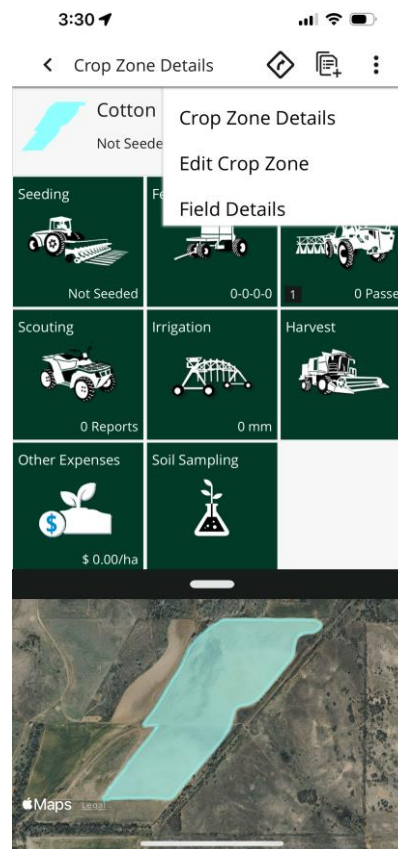 3:30
Crop Zone Details
Cotton
Not Seede
Crop Zone Details
Edit Crop Zone
Field Details
Seeding
Fe
Not Seeded
0-0-0-0
1
0 Passe
Scouting
Irrigation
Harvest
0 Reports
0 mm
Other Expenses
Soil Sampling
$
$ 0.00/ha
Maps
Legal